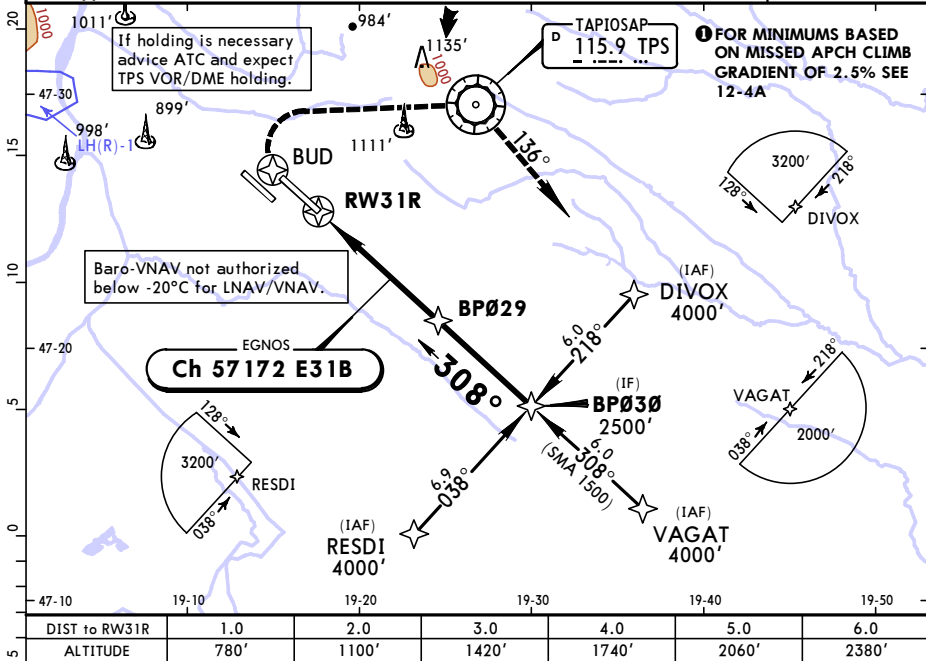 20
1000
1011'
If holding is necessary
advice ATC and expect
TPS VOR/DME holding.
984'
1135'
1000
TAPIOSAP
D 115.9 TPS
1 FOR MINIMUMS BASED
ON MISSED APCH CLIMB
GRADIENT OF 2.5% SEE
12-4A
47-30
899'
998'
LH(R)-1
1111'
15
BUD
136°
3200'
128°
218°
DIVOX
RW31R
10
Baro-VNAV not authorized
below -20°C for LNAV/VNAV.
(IAF)
DIVOX
4000'
BPØ29
6.0
218°
47-20
EGNOS
Ch 57172 E31B
308°
(IF)
BPØ3Ø
2500'
218°
VAGAT
2000'
038°
5
128°
3200'
RESDI
038°
6.0
308°
(SMA 1500)
6.9
038°
0
(IAF)
RESDI
4000'
(IAF)
VAGAT
4000'
47-10
19-10
19-20
19-30
19-40
19-50
5
DIST to RW31R 1.0 2.0 3.0 4.0 5.0 6.0
ALTITUDE 780' 1100' 1420' 1740' 2060' 2380'